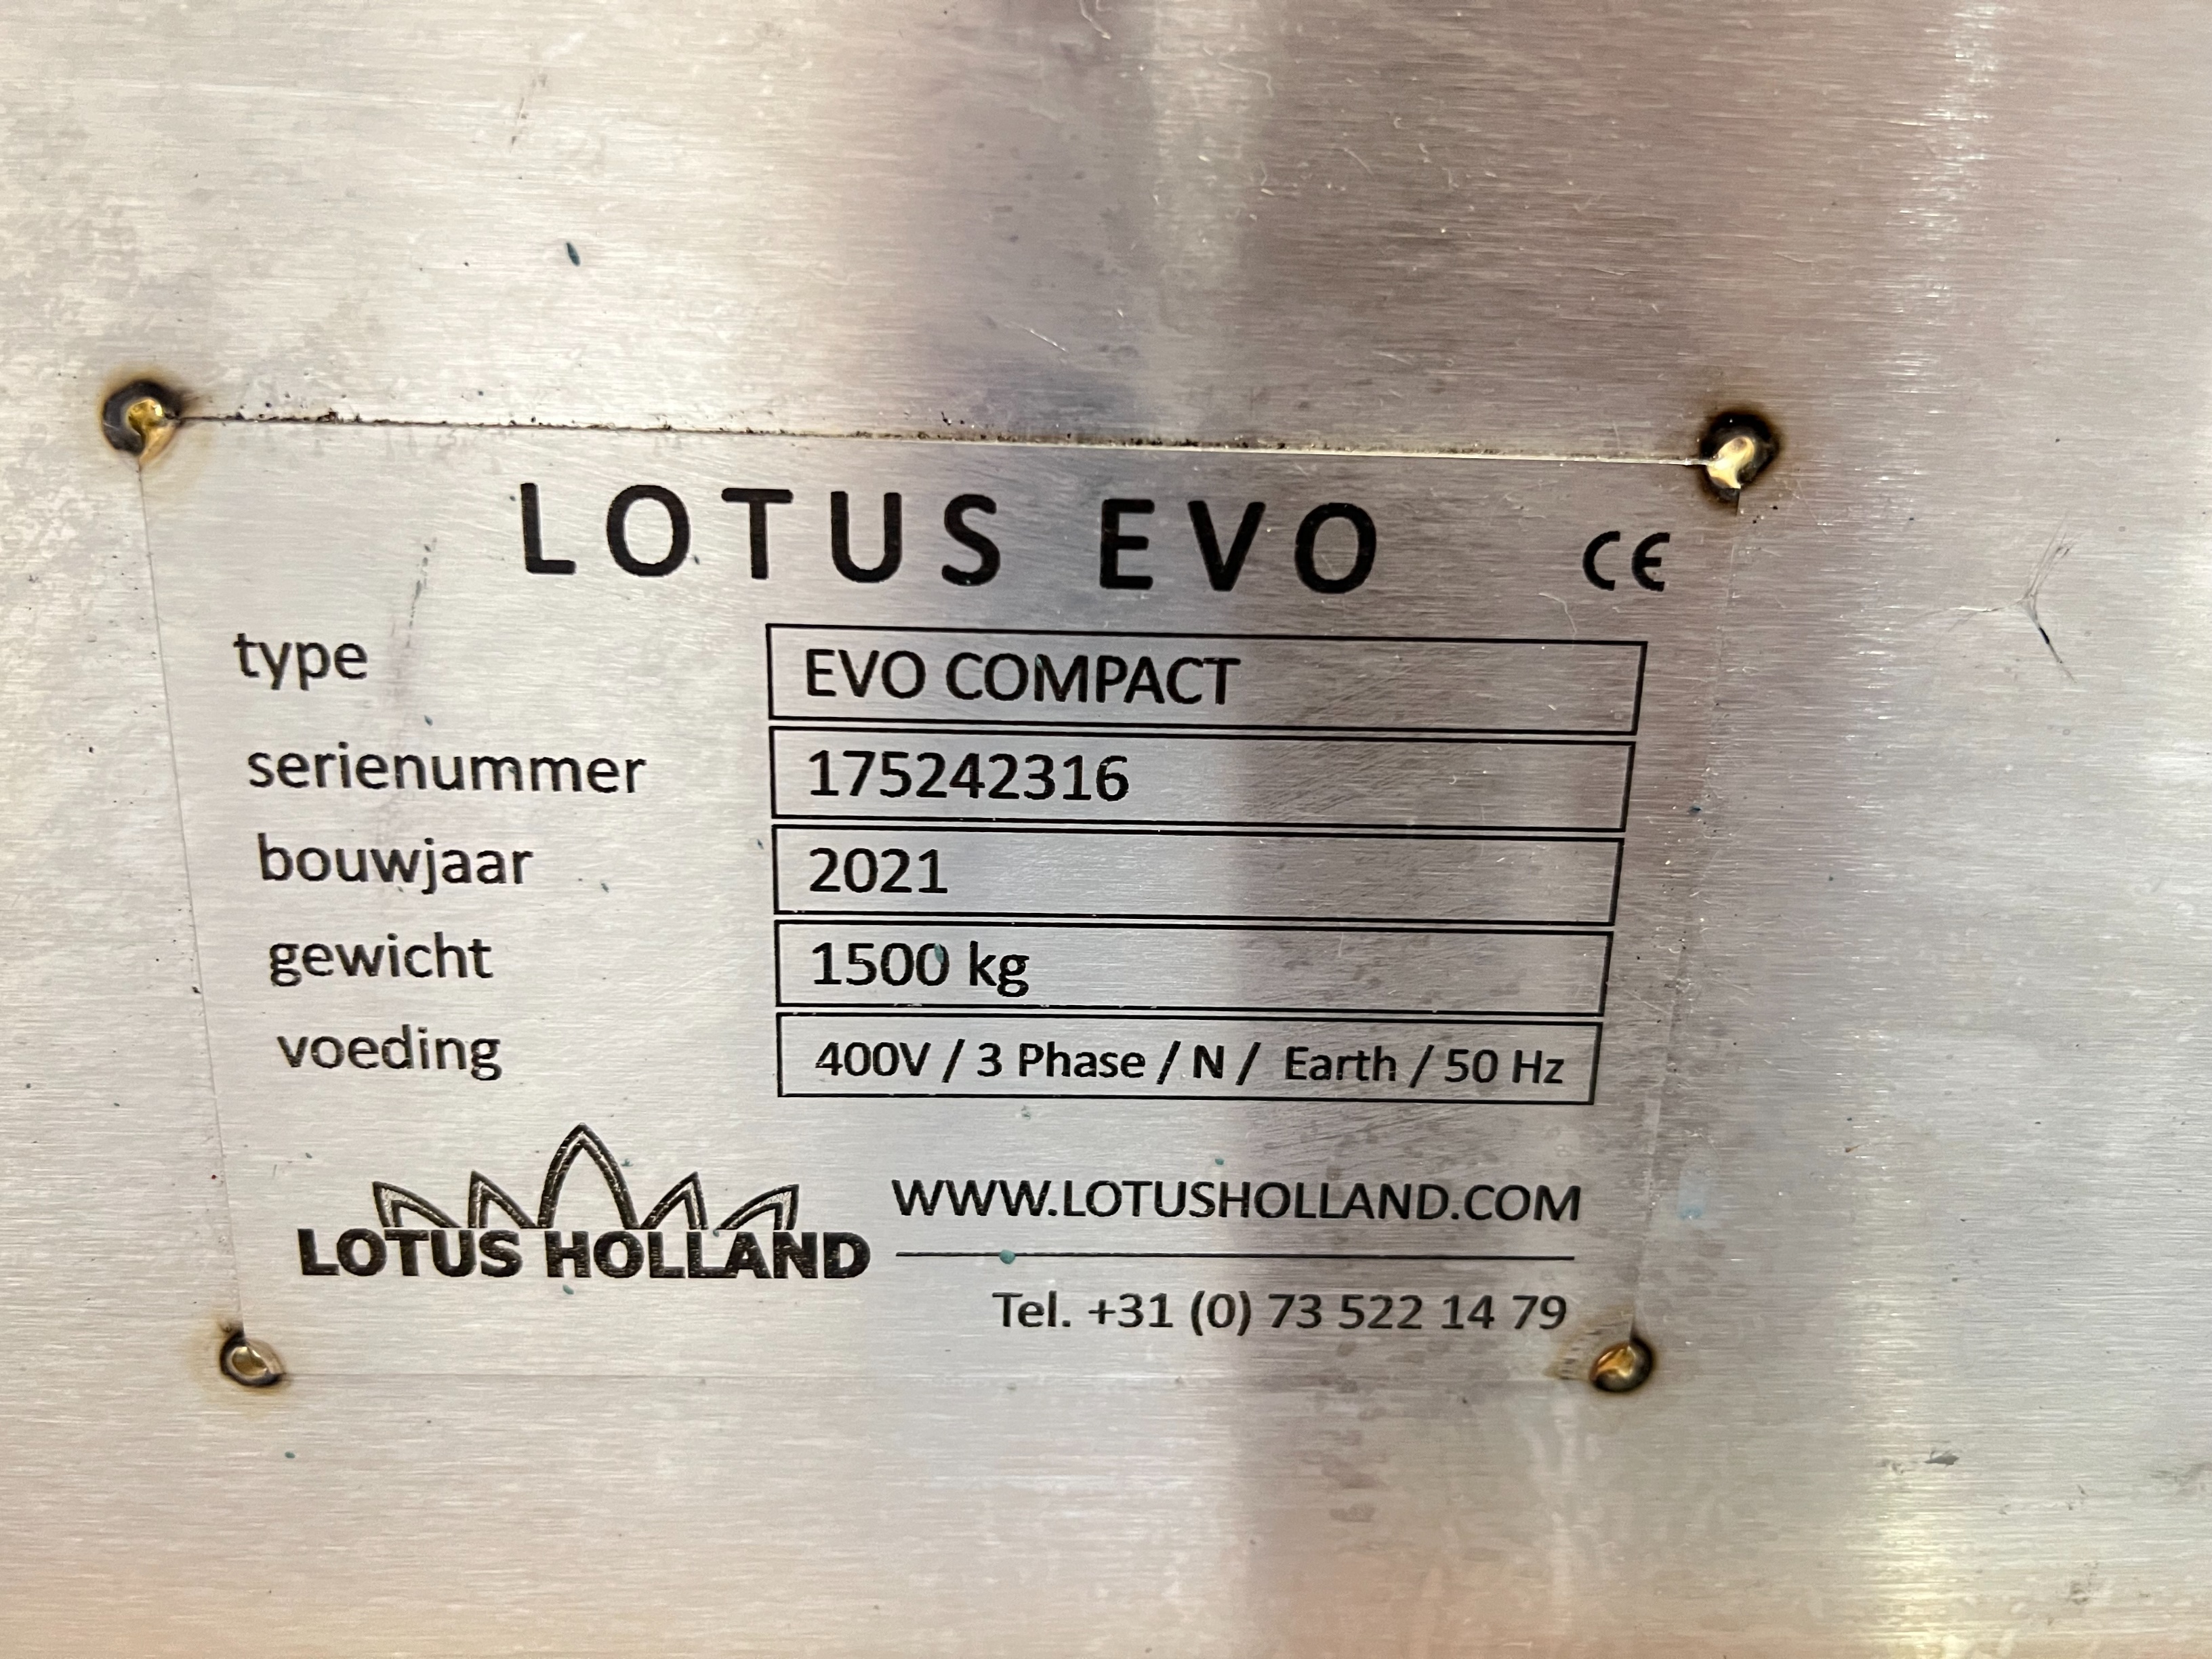 LOTUS EVO CE
type EVO COMPACT
serienummer 175242316
bouwjaar 2021
gewicht 1500 kg
voeding 400V / 3 Phase / N / Earth / 50 Hz
LOTUS HOLLAND
WWW.LOTUSHOLLAND.COM
Tel. +31 (0) 73 522 14 79